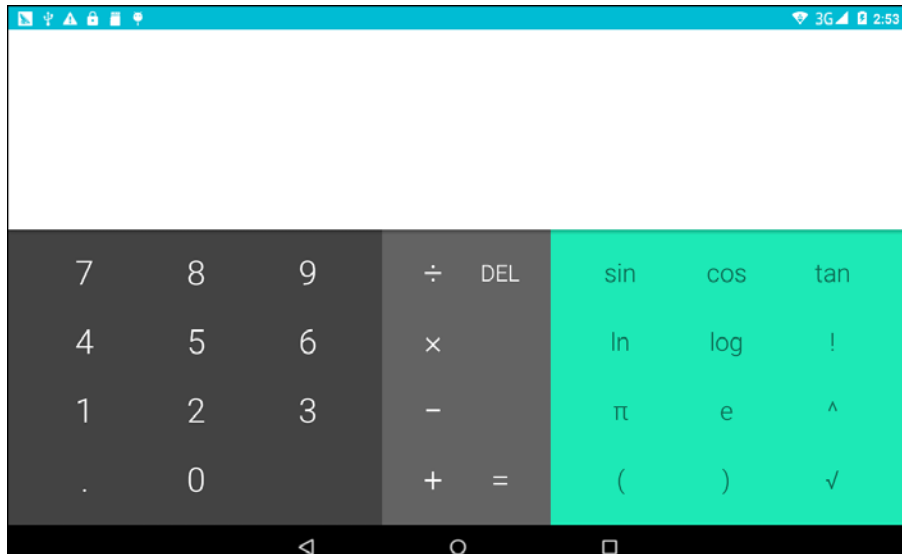 3G 2:53
7 8 9 ÷ DEL sin cos tan
4 5 6 × ln log !
1 2 3 − π e ^
. 0 + = ( ) √